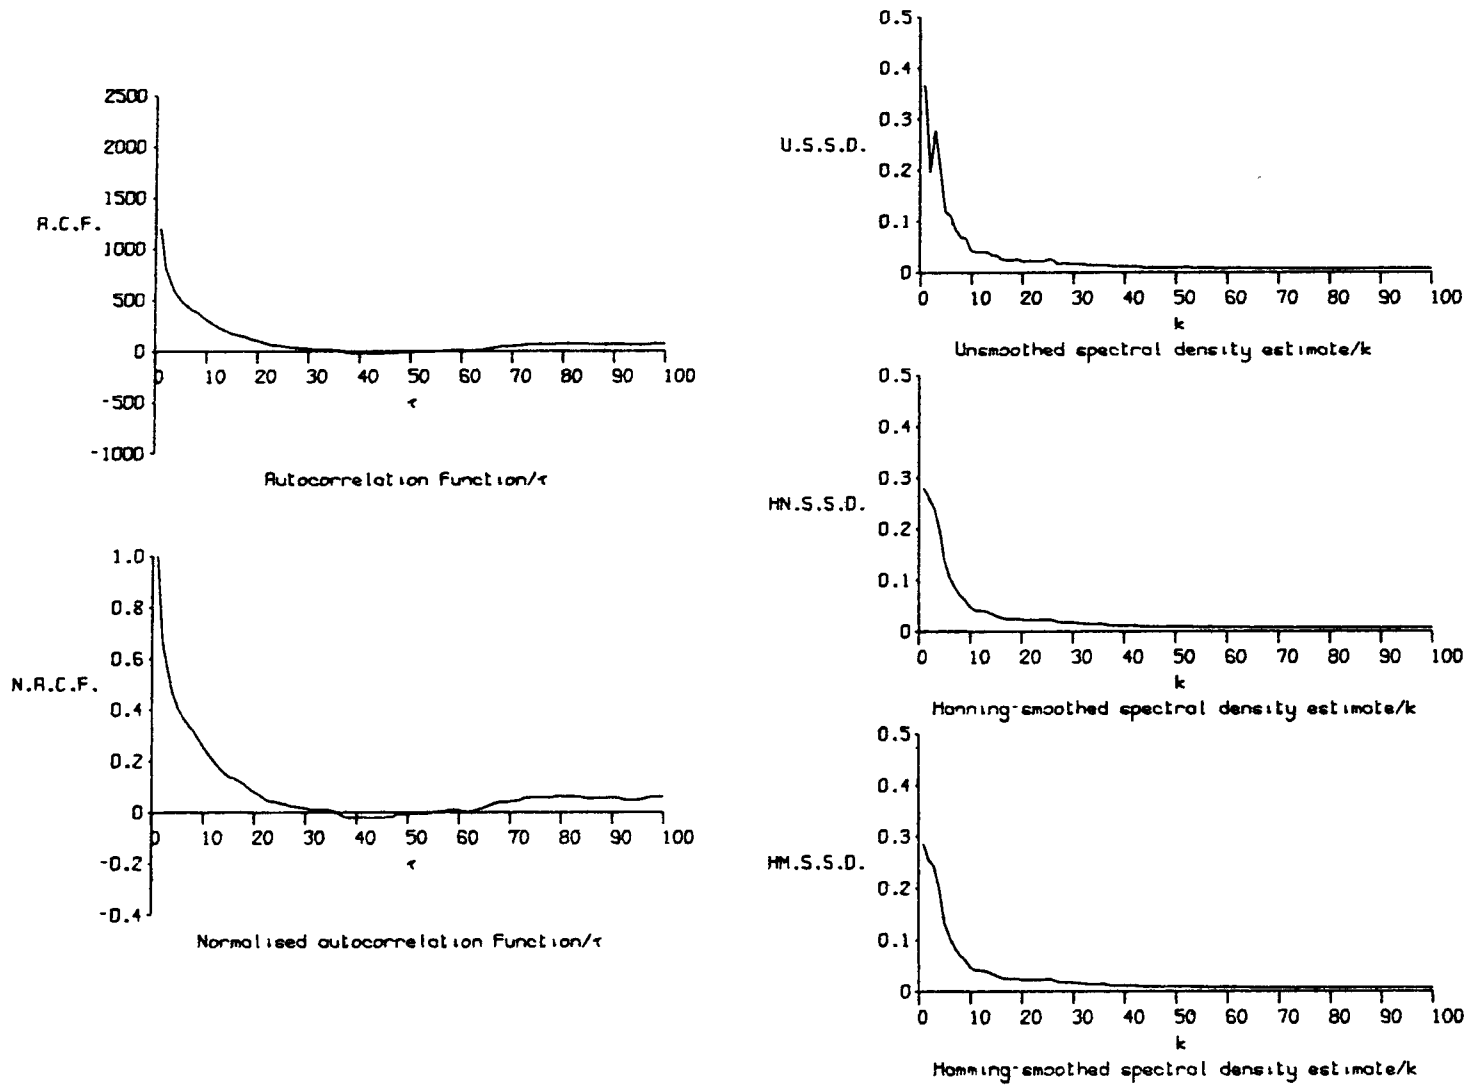 2500
2000
1500
1000
500
0
-500
-1000
A.C.F.
0 10 20 30 40 50 60 70 80 90 100
τ
Autocorrelation Function/τ
1.0
0.8
0.6
0.4
0.2
0
-0.2
-0.4
N.A.C.F.
0 10 20 30 40 50 60 70 80 90 100
τ
Normalised autocorrelation Function/τ
0.5
0.4
0.3
0.2
0.1
0
U.S.S.D.
0 10 20 30 40 50 60 70 80 90 100
k
Unsmoothed spectral density estimate/k
0.5
0.4
0.3
0.2
0.1
0
HN.S.S.D.
0 10 20 30 40 50 60 70 80 90 100
k
Hanning-smoothed spectral density estimate/k
0.5
0.4
0.3
0.2
0.1
0
HM.S.S.D.
0 10 20 30 40 50 60 70 80 90 100
k
Hamming-smoothed spectral density estimate/k